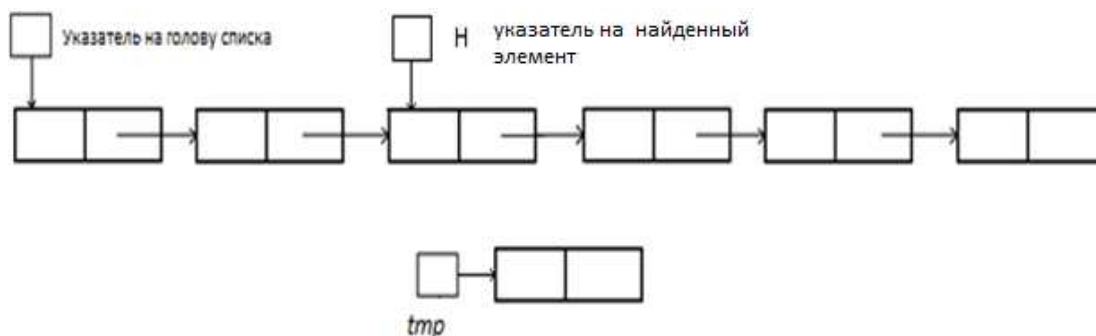 Указатель на голову списка
Н указатель на найденный
элемент
tmp